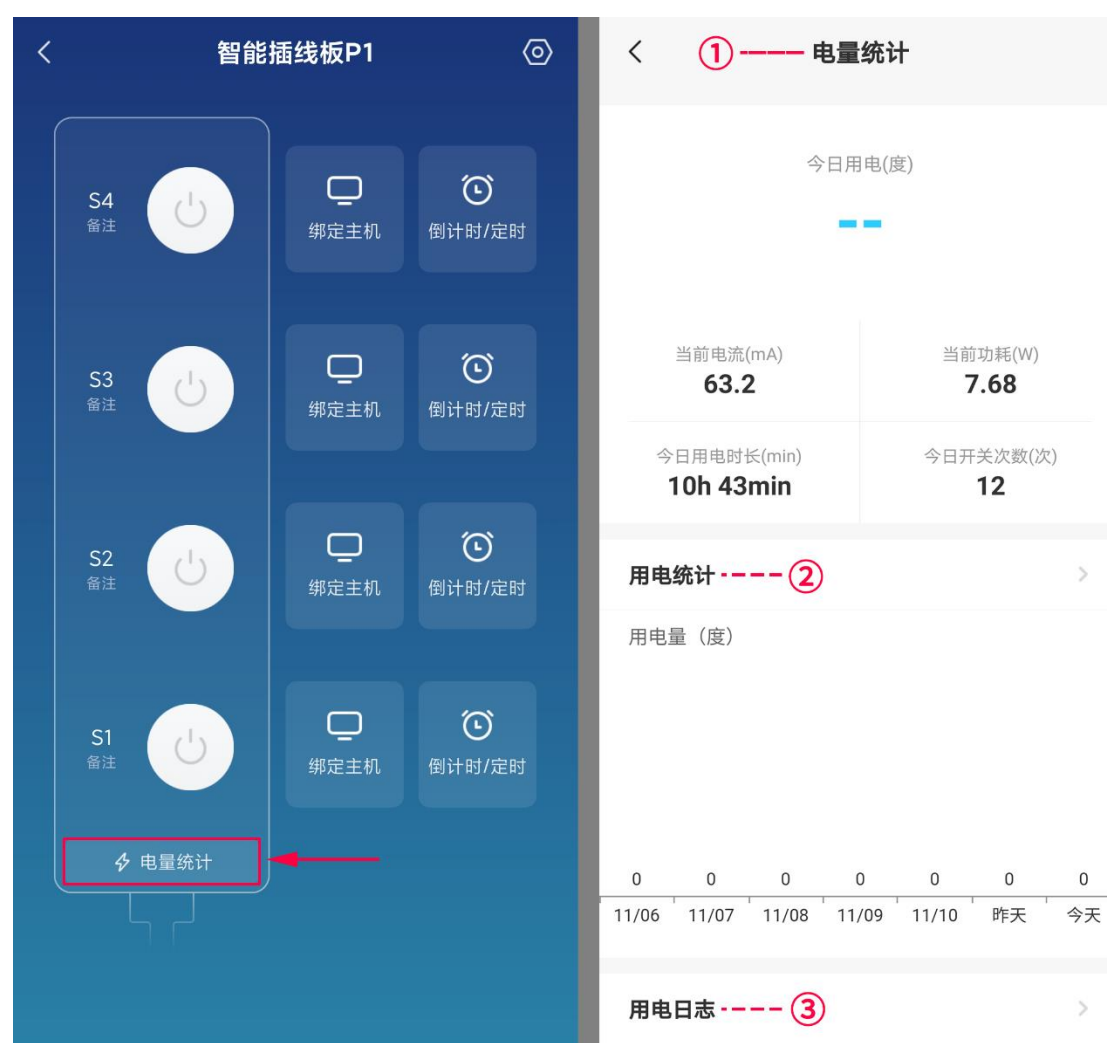 智能插线板P1
S4
备注
绑定主机
倒计时/定时
S3
备注
绑定主机
倒计时/定时
S2
备注
绑定主机
倒计时/定时
S1
备注
绑定主机
倒计时/定时
电量统计
① 电量统计
今日用电(度)
--
当前电流(mA) 当前功耗(W)
63.2 7.68
今日用电时长(min) 今日开关次数(次)
10h 43min 12
用电统计 ②
用电量（度）
0 0 0 0 0 0 0
11/06 11/07 11/08 11/09 11/10 昨天 今天
用电日志 ③